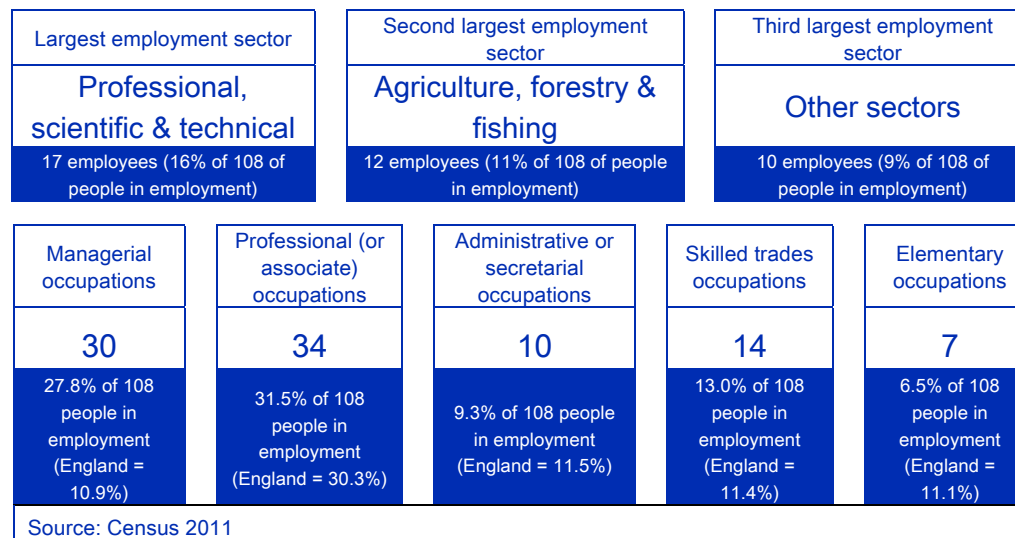 Largest employment sector
Professional,
scientific & technical
17 employees (16% of 108 of
people in employment)
Second largest employment
sector
Agriculture, forestry &
fishing
12 employees (11% of 108 of people
in employment)
Third largest employment
sector
Other sectors
10 employees (9% of 108 of
people in employment)
Managerial
occupations
30
27.8% of 108
people in
employment
(England =
10.9%)
Professional (or
associate)
occupations
34
31.5% of 108
people in
employment
(England = 30.3%)
Administrative or
secretarial
occupations
10
9.3% of 108 people
in employment
(England = 11.5%)
Skilled trades
occupations
14
13.0% of 108
people in
employment
(England =
11.4%)
Elementary
occupations
7
6.5% of 108
people in
employment
(England =
11.1%)
Source: Census 2011